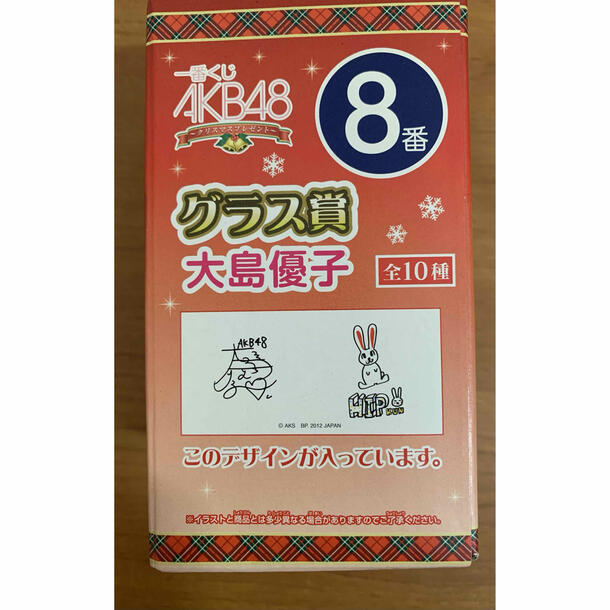 一番くじ
AKB48
～クリスマスプレゼント～
8番
グラス賞
大島優子
全10種
AKB48
HIP
© AKS BP. 2012 JAPAN
このデザインが入っています。
※イラストと商品とは多少異なる場合がありますのでご了承ください。